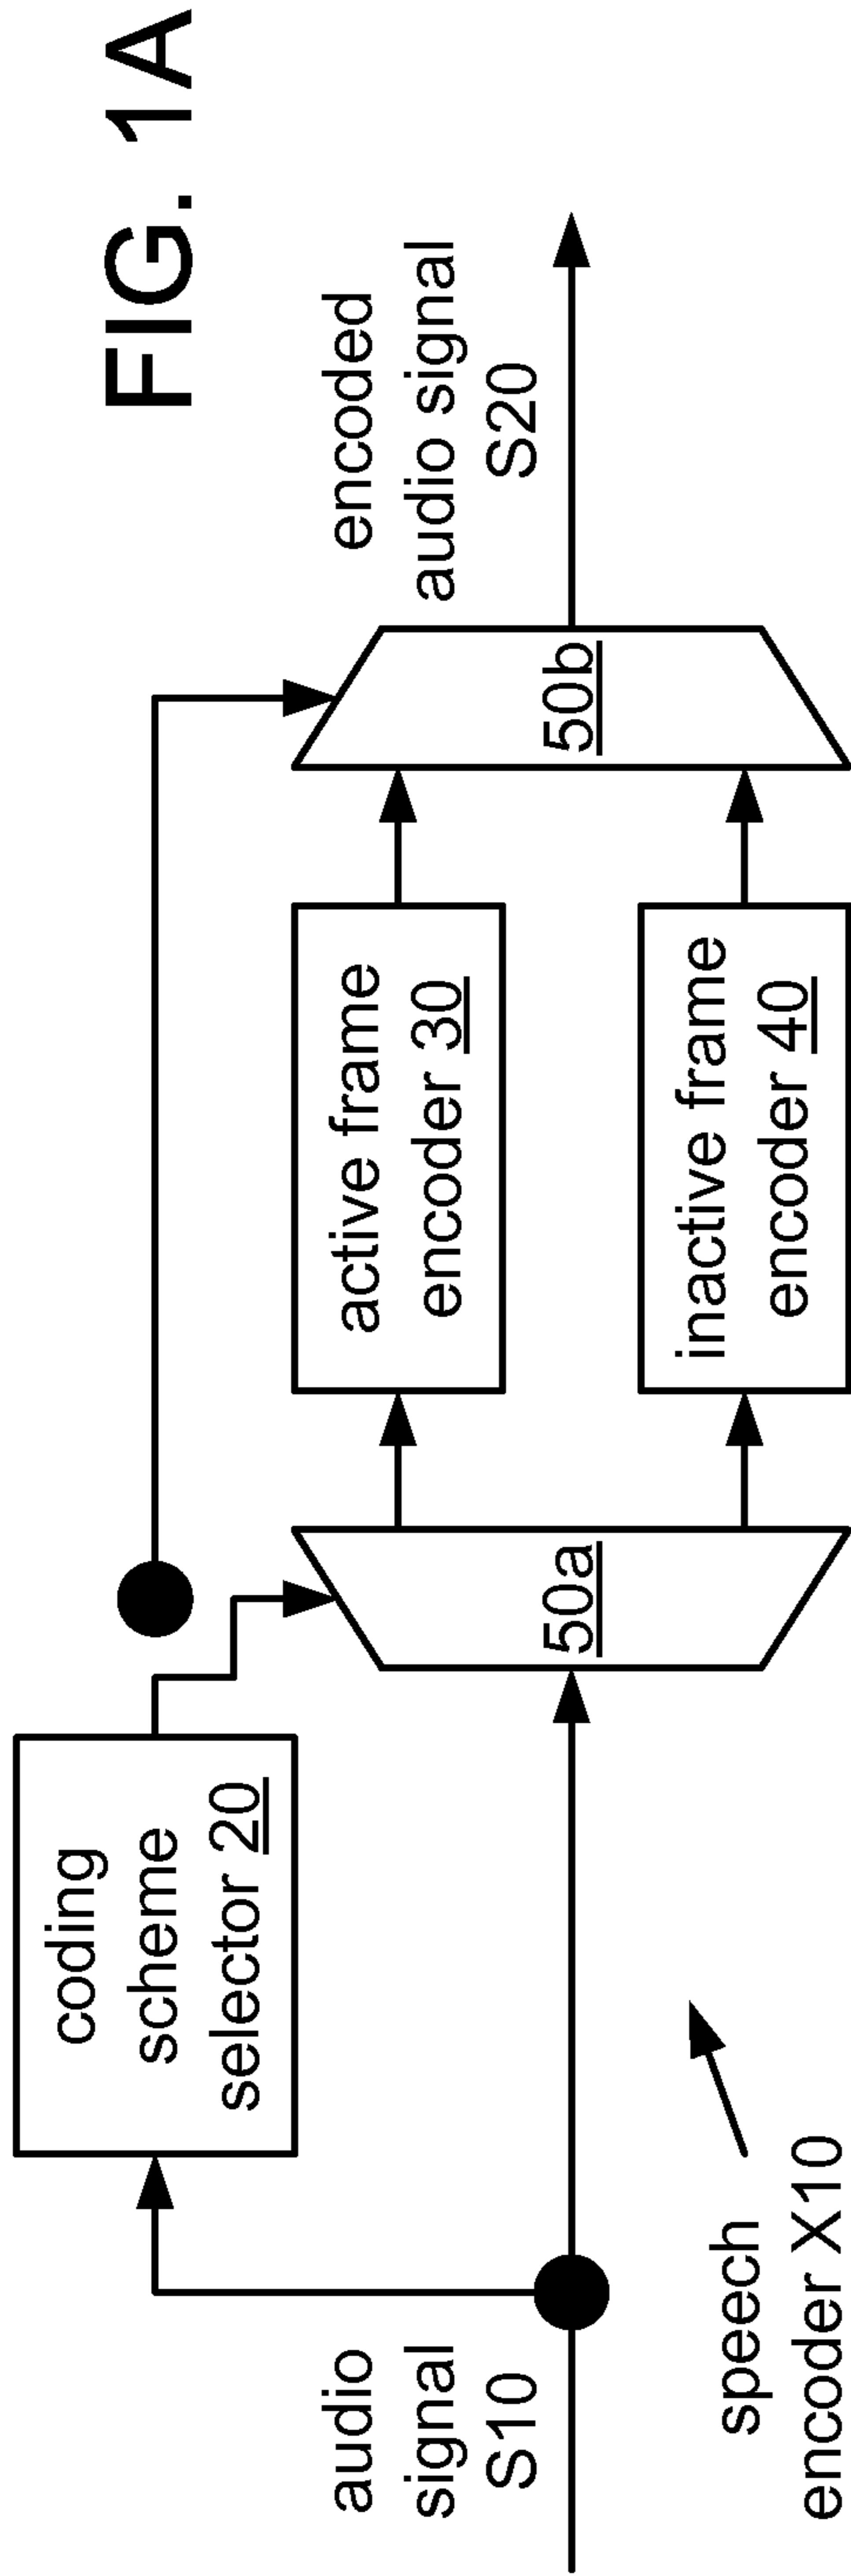 FIG. 1A
coding
scheme
selector 20
audio
signal
S10
50a
active frame
encoder 30
inactive frame
encoder 40
50b
encoded
audio signal
S20
speech
encoder X10